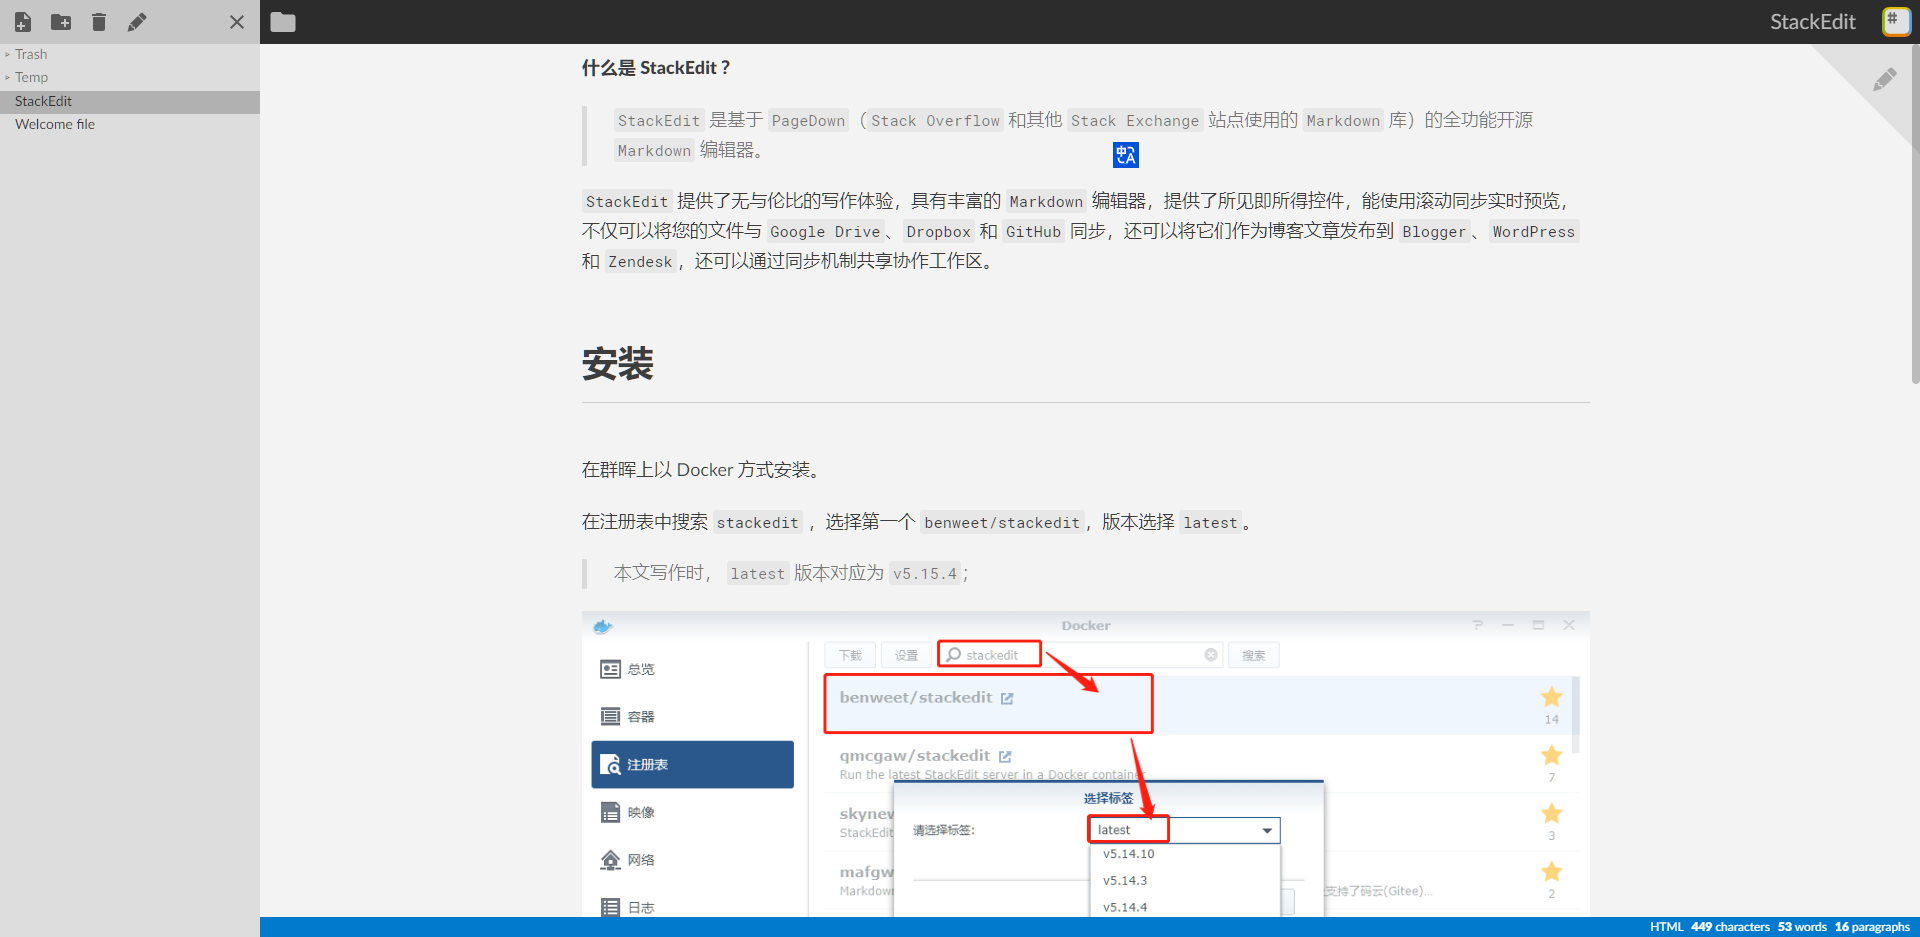 StackEdit
Trash
Temp
StackEdit
Welcome file
什么是 StackEdit ?
StackEdit 是基于 PageDown （Stack Overflow 和其他 Stack Exchange 站点使用的 Markdown 库）的全功能开源
Markdown 编辑器。
StackEdit 提供了无与伦比的写作体验，具有丰富的 Markdown 编辑器，提供了所见即所得控件，能使用滚动同步实时预览，
不仅可以将您的文件与 Google Drive、Dropbox 和 GitHub 同步，还可以将它们作为博客文章发布到 Blogger、WordPress
和 Zendesk，还可以通过同步机制共享协作工作区。
安装
在群晖上以 Docker 方式安装。
在注册表中搜索 stackedit ，选择第一个 benweet/stackedit，版本选择 latest。
本文写作时， latest 版本对应为 v5.15.4；
Docker
下载 设置 stackedit 搜索
总览
容器
注册表
映像
网络
日志
benweet/stackedit
14
qmcgaw/stackedit
Run the latest StackEdit server in a Docker container
7
skynew
StackEdit
3
mafgw
Markdown
支持了码云(Gitee)...
2
选择标签
请选择标签:
latest
v5.14.10
v5.14.3
v5.14.4
HTML 449 characters 53 words 16 paragraphs